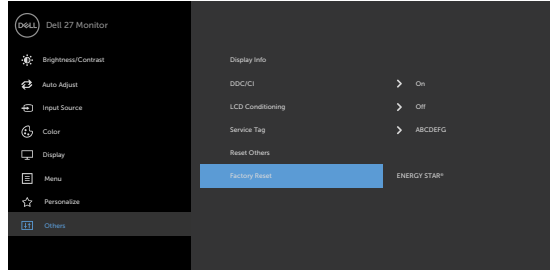 DELL Dell 27 Monitor
Brightness/Contrast
Auto Adjust
Input Source
Color
Display
Menu
Personalize
Others
Display Info
DDC/CI On
LCD Conditioning Off
Service Tag ABCDEFG
Reset Others
Factory Reset ENERGY STAR®